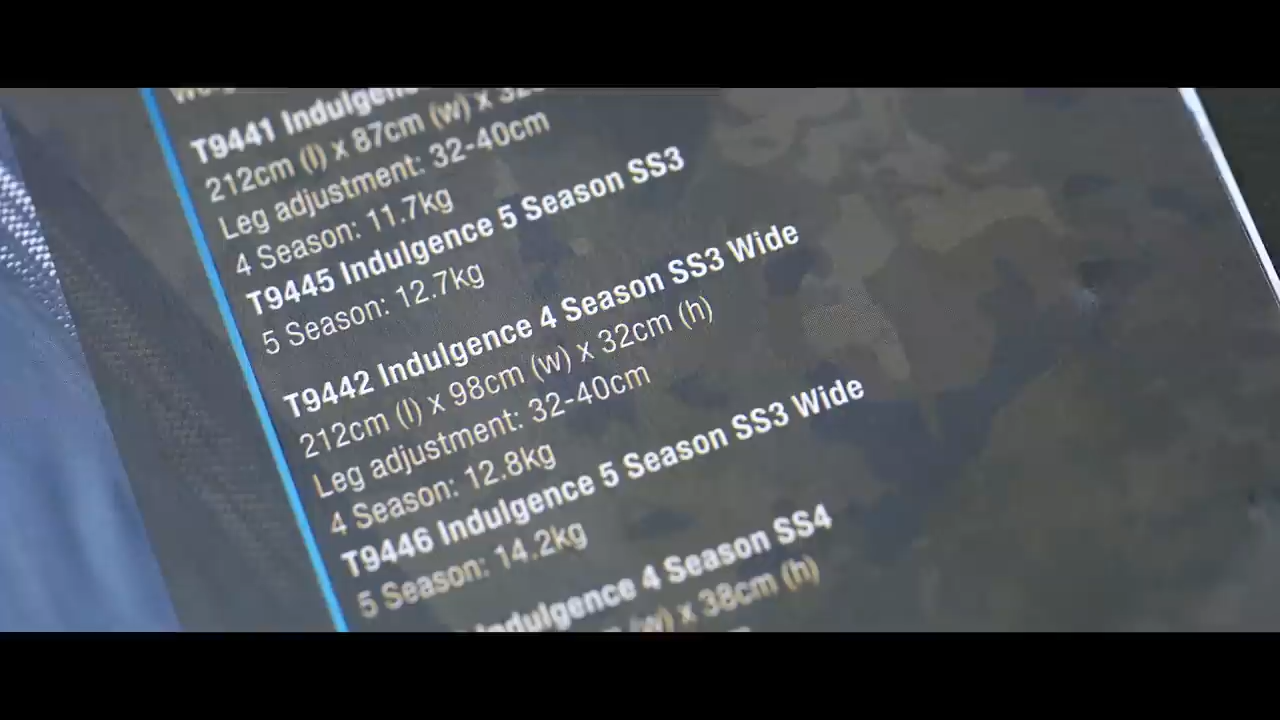 T9441 Indulgence
212cm (l) x 87cm (w) x
Leg adjustment: 32-40cm
4 Season: 11.7kg
T9445 Indulgence 5 Season SS3
5 Season: 12.7kg
T9442 Indulgence 4 Season SS3 Wide
212cm (l) x 98cm (w) x 32cm (h)
Leg adjustment: 32-40cm
4 Season: 12.8kg
T9446 Indulgence 5 Season SS3 Wide
5 Season: 14.2kg
Indulgence 4 Season SS4
(w) x 38cm (h)